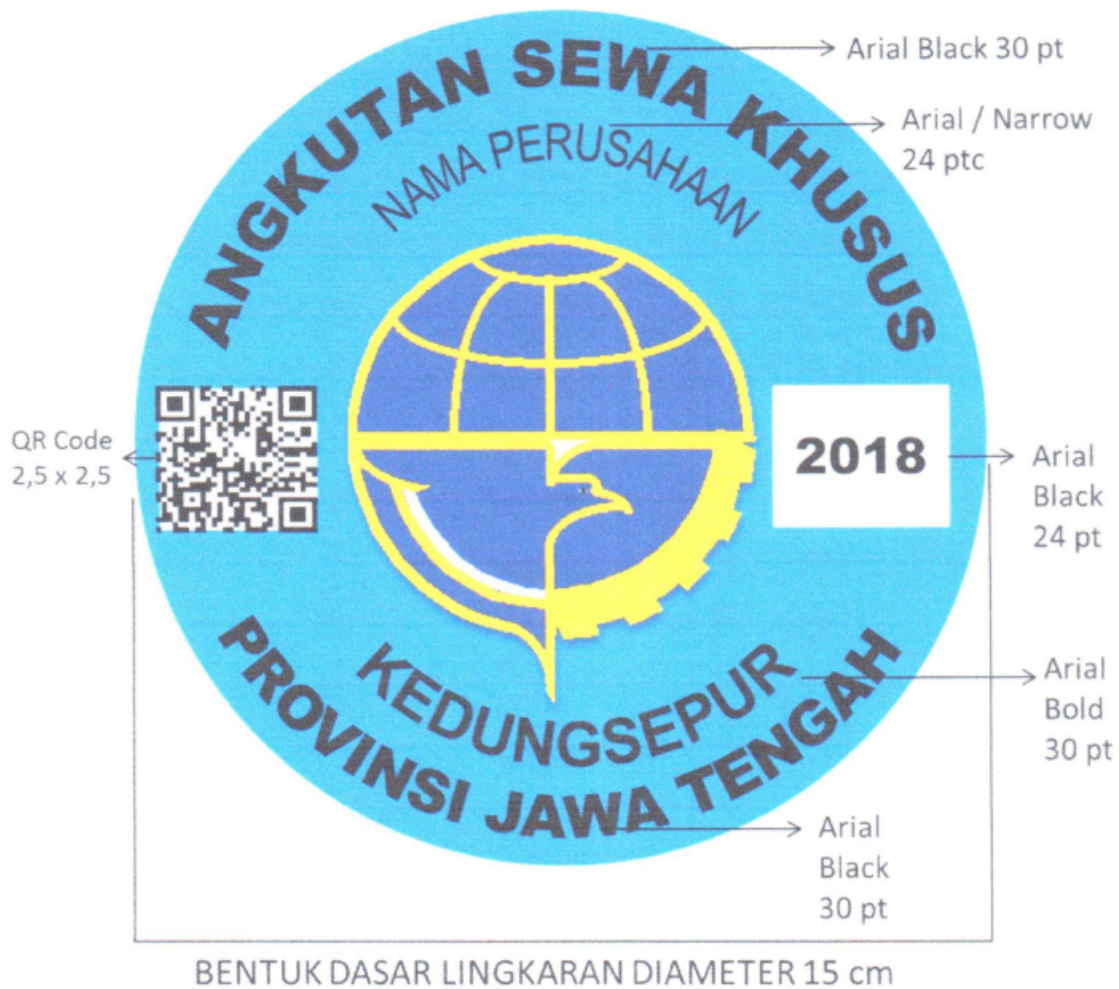 ANGKUTAN SEWA KHUSUS
Arial Black 30 pt
NAMA PERUSAHAAN
Arial / Narrow
24 ptc
QR Code
2,5 x 2,5
2018
Arial
Black
24 pt
KEDUNGSEPUR
Arial
Bold
30 pt
PROVINSI JAWA TENGAH
Arial
Black
30 pt
BENTUK DASAR LINGKARAN DIAMETER 15 cm